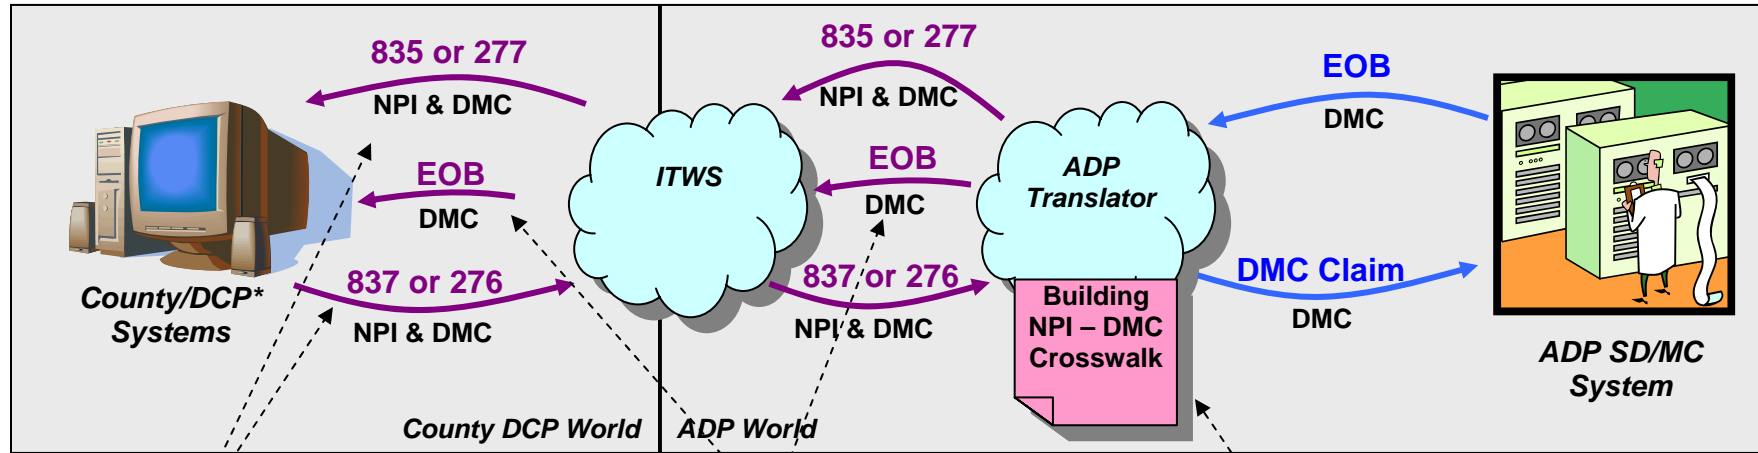 835 or 277
NPI & DMC
EOB
DMC
837 or 276
NPI & DMC
County/DCP*
Systems
County DCP World
ITWS
835 or 277
NPI & DMC
EOB
DMC
837 or 276
NPI & DMC
ADP World
ADP
Translator
Building
NPI – DMC
Crosswalk
EOB
DMC
DMC Claim
DMC
ADP SD/MC
System